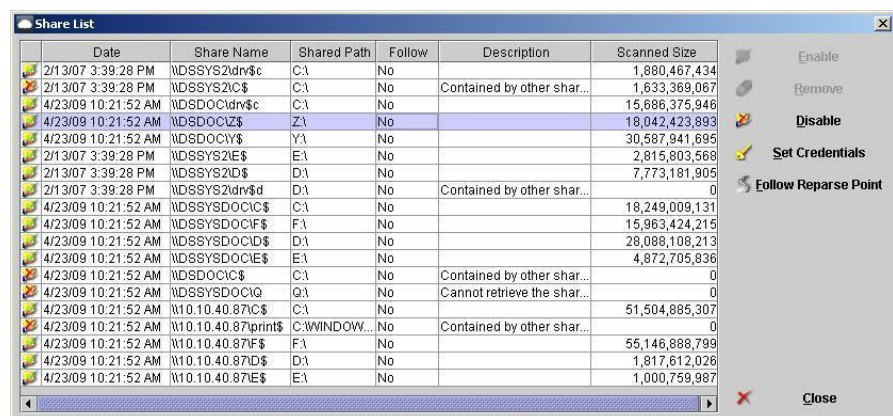 Share List
Date Share Name Shared Path Follow Description Scanned Size
2/13/07 3:39:28 PM \\DSSYS2\drv$c C:\ No 1,880,467,434
2/13/07 3:39:28 PM \\DSSYS2\C$ C:\ No Contained by other shar... 1,633,369,067
4/23/09 10:21:52 AM \\DSDOC\drv$c C:\ No 15,686,375,946
4/23/09 10:21:52 AM \\DSDOC\Z$ Z:\ No 18,042,423,893
4/23/09 10:21:52 AM \\DSDOC\Y$ Y:\ No 30,587,941,695
2/13/07 3:39:28 PM \\DSSYS2\E$ E:\ No 2,815,803,568
2/13/07 3:39:28 PM \\DSSYS2\D$ D:\ No 7,773,181,905
2/13/07 3:39:28 PM \\DSSYS2\drv$d D:\ No Contained by other shar... 0
4/23/09 10:21:52 AM \\DSSYSDOC\C$ C:\ No 18,249,009,131
4/23/09 10:21:52 AM \\DSSYSDOC\F$ F:\ No 15,963,424,215
4/23/09 10:21:52 AM \\DSSYSDOC\D$ D:\ No 28,088,108,213
4/23/09 10:21:52 AM \\DSSYSDOC\E$ E:\ No 4,872,705,836
4/23/09 10:21:52 AM \\DSDOC\C$ C:\ No Contained by other shar... 0
4/23/09 10:21:52 AM \\DSSYSDOC\Q Q:\ No Cannot retrieve the shar... 0
4/23/09 10:21:52 AM \\10.10.40.87\C$ C:\ No 51,504,885,307
4/23/09 10:21:52 AM \\10.10.40.87\print$ C:\WINDOW... No Contained by other shar... 0
4/23/09 10:21:52 AM \\10.10.40.87\F$ F:\ No 55,146,888,799
4/23/09 10:21:52 AM \\10.10.40.87\D$ D:\ No 1,817,612,026
4/23/09 10:21:52 AM \\10.10.40.87\E$ E:\ No 1,000,759,987
Enable
Remove
Disable
Set Credentials
Follow Reparse Point
Close